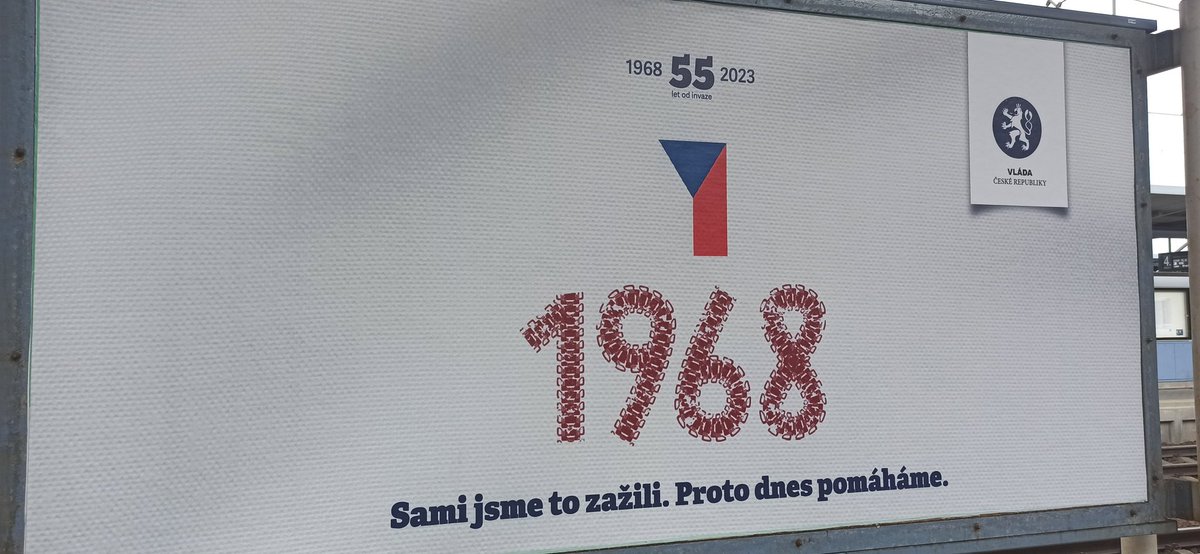 1968 55 2023
let od invaze
VLÁDA
ČESKÉ REPUBLIKY
1968
Sami jsme to zažili. Proto dnes pomáháme.